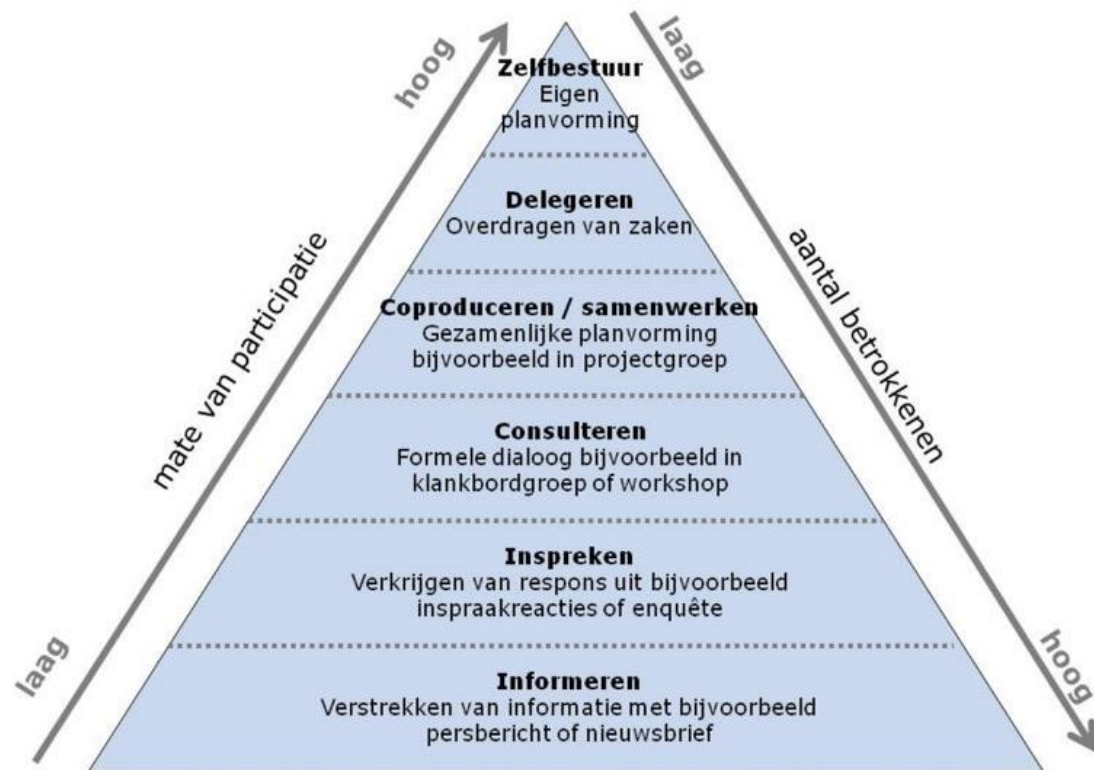 hoog
laag
Zelfbestuur
Eigen
planvorming
Delegeren
Overdragen van zaken
mate van participatie
aantal betrokkenen
Coproduceren / samenwerken
Gezamenlijke planvorming
bijvoorbeeld in projectgroep
Consulteren
Formele dialoog bijvoorbeeld in
klankbordgroep of workshop
Inspreken
Verkrijgen van respons uit bijvoorbeeld
inspraakreacties of enquête
laag
hoog
Informeren
Verstrekken van informatie met bijvoorbeeld
persbericht of nieuwsbrief